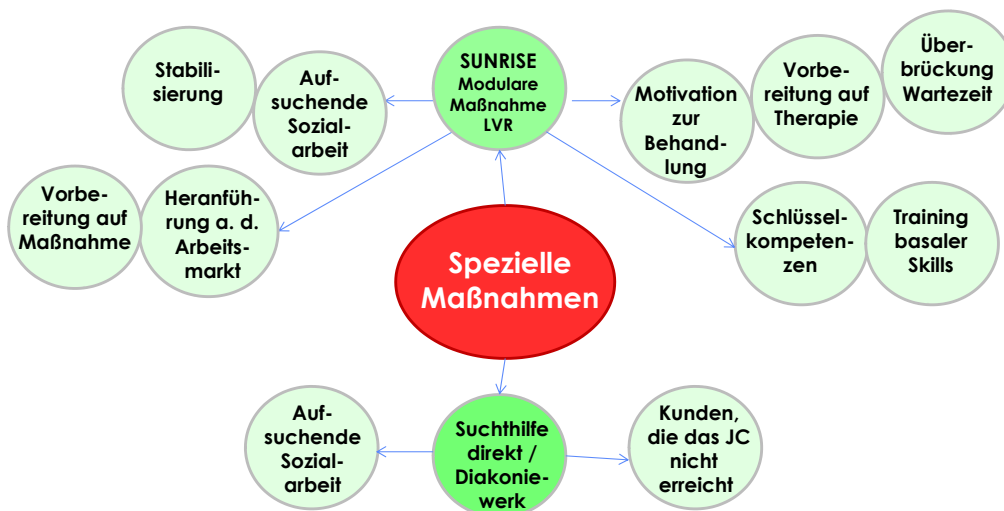 Stabili-
sierung
Auf-
suchende
Sozial-
arbeit
SUNRISE
Modulare
Maßnahme
LVR
Motivation
zur
Behand-
lung
Vorbe-
reitung auf
Therapie
Über-
brückung
Wartezeit
Vorbe-
reitung auf
Maßnahme
Heranfüh-
rung a. d.
Arbeits-
markt
Schlüssel-
kompeten-
zen
Training
basaler
Skills
Spezielle
Maßnahmen
Auf-
suchende
Sozial-
arbeit
Suchthilfe
direkt /
Diakonie-
werk
Kunden,
die das JC
nicht
erreicht